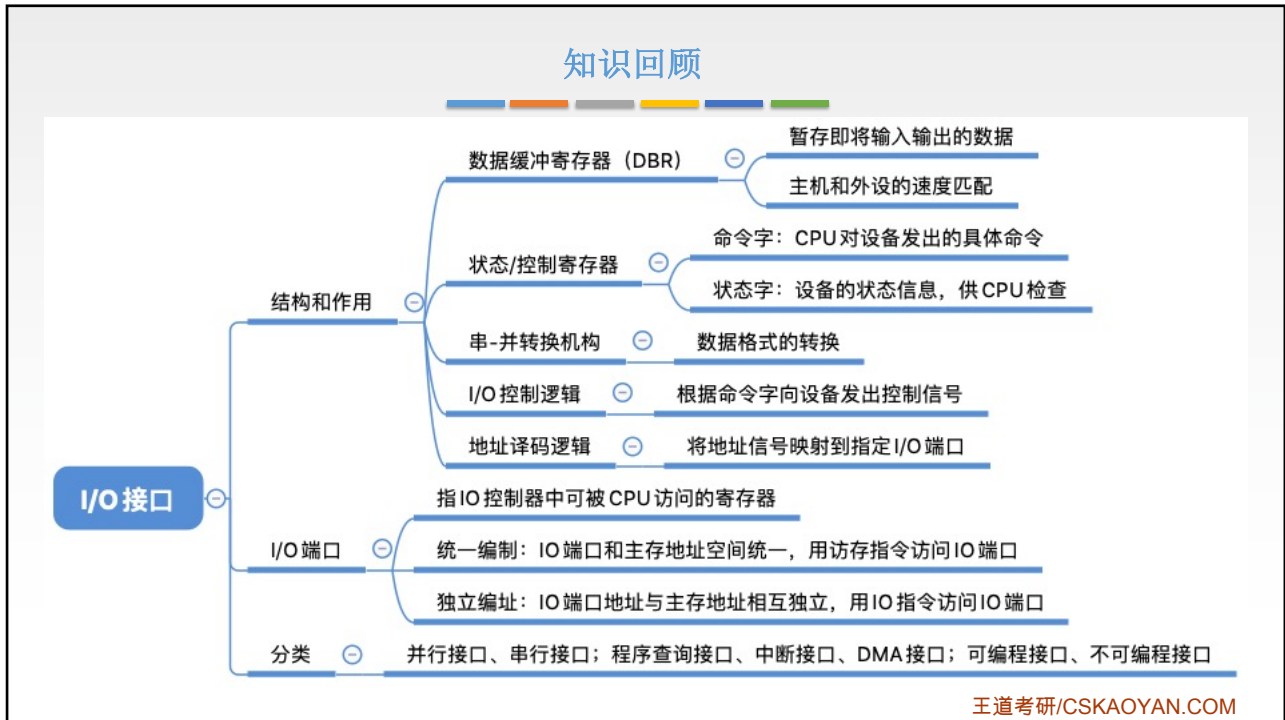 知识回顾
数据缓冲寄存器（DBR）
暂存即将输入输出的数据
主机和外设的速度匹配
状态/控制寄存器
命令字：CPU对设备发出的具体命令
状态字：设备的状态信息，供CPU检查
结构和作用
串-并转换机构
数据格式的转换
I/O控制逻辑
根据命令字向设备发出控制信号
地址译码逻辑
将地址信号映射到指定I/O端口
I/O接口
指IO控制器中可被CPU访问的寄存器
I/O端口
统一编制：IO端口和主存地址空间统一，用访存指令访问IO端口
独立编址：IO端口地址与主存地址相互独立，用IO指令访问IO端口
分类
并行接口、串行接口；程序查询接口、中断接口、DMA接口；可编程接口、不可编程接口
王道考研/CSKAOYAN.COM